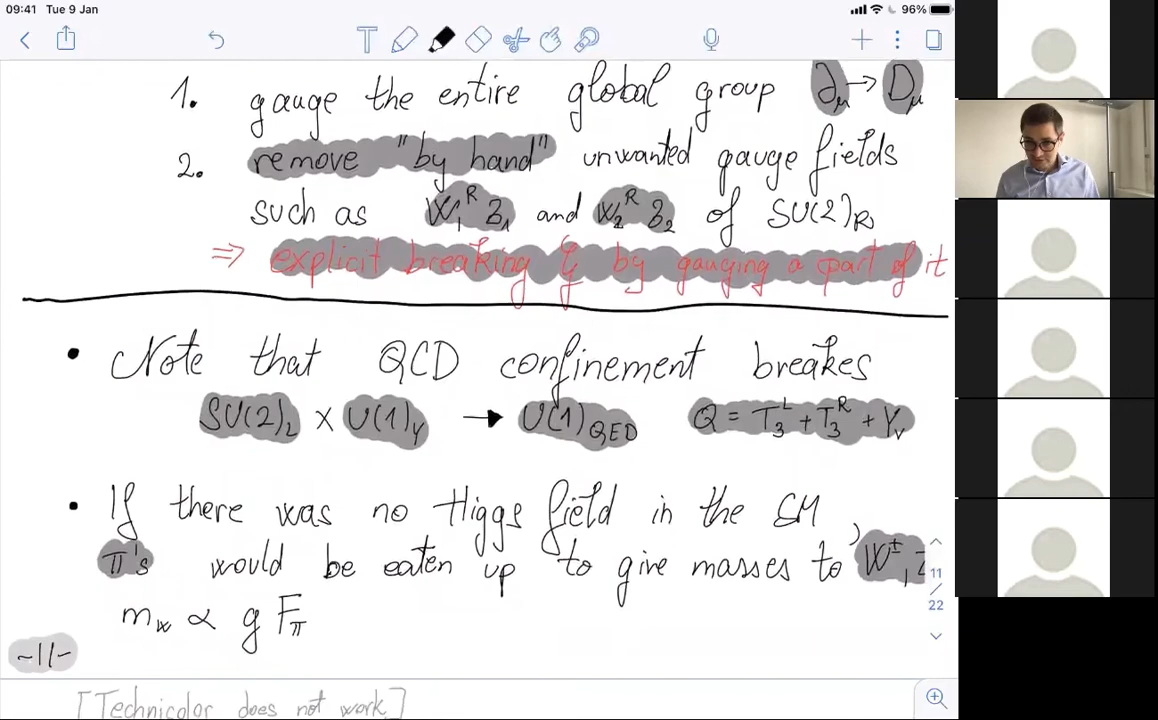 09:41 Tue 9 Jan 96%
1. gauge the entire global group ∂μ → Dμ
2. remove "by hand" unwanted gauge fields
such as W₁ᴿ B₁ and W₂ᴿ B₂ of SU(2)R
⇒ explicit breaking G by gauging a part of it
• Note that QCD confinement breakes
SU(2)L × U(1)Y → U(1)QED Q = T₃ᴸ + T₃ᴿ + Yᵥ
• If there was no Higgs field in the SM,
π's would be eaten up to give masses to W±,Z
mw ∝ g Fπ
11
/
22
-11-
[Technicolor does not work]